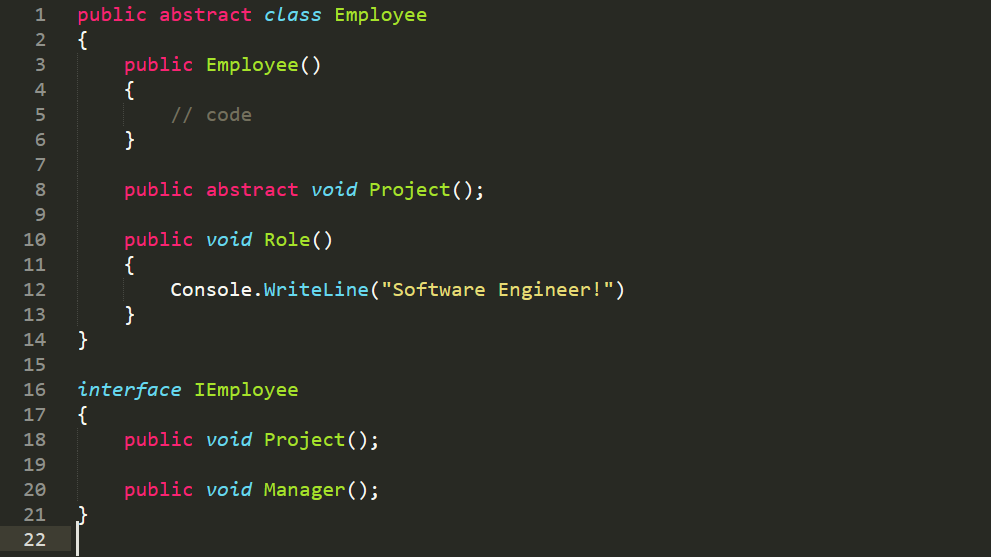 1 public abstract class Employee
2 {
3     public Employee()
4     {
5         // code
6     }
7
8     public abstract void Project();
9
10     public void Role()
11     {
12         Console.WriteLine("Software Engineer!")
13     }
14 }
15
16 interface IEmployee
17 {
18     public void Project();
19
20     public void Manager();
21 }
22